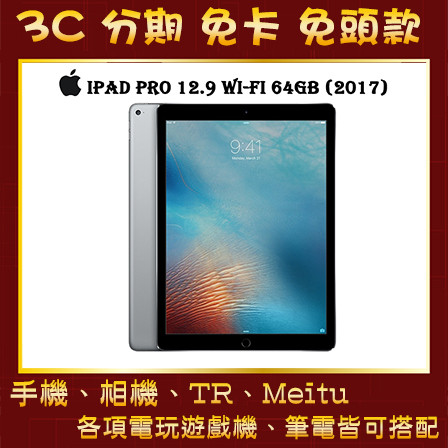 3C 分期 免卡 免頭款
IPAD PRO 12.9 WI-FI 64GB (2017)
9:41
手機、相機、TR、Meitu
各項電玩遊戲機、筆電皆可搭配